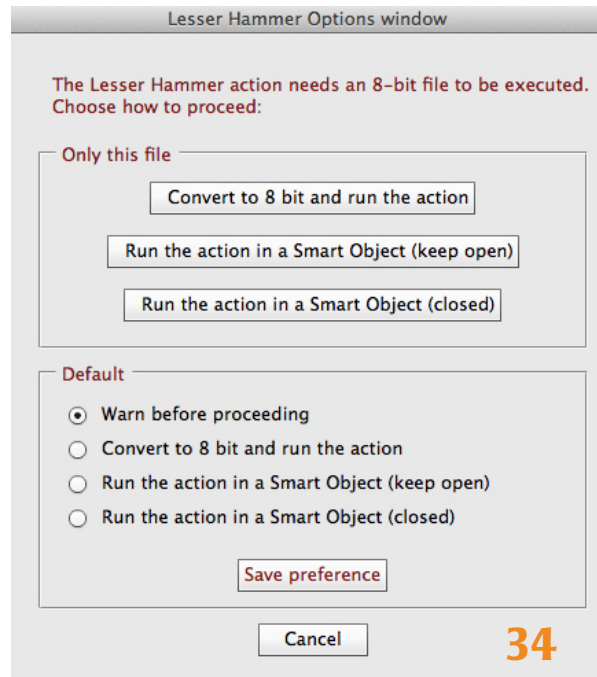 Lesser Hammer Options window
The Lesser Hammer action needs an 8-bit file to be executed.
Choose how to proceed:
Only this file
Convert to 8 bit and run the action
Run the action in a Smart Object (keep open)
Run the action in a Smart Object (closed)
Default
Warn before proceeding
Convert to 8 bit and run the action
Run the action in a Smart Object (keep open)
Run the action in a Smart Object (closed)
Save preference
Cancel
34